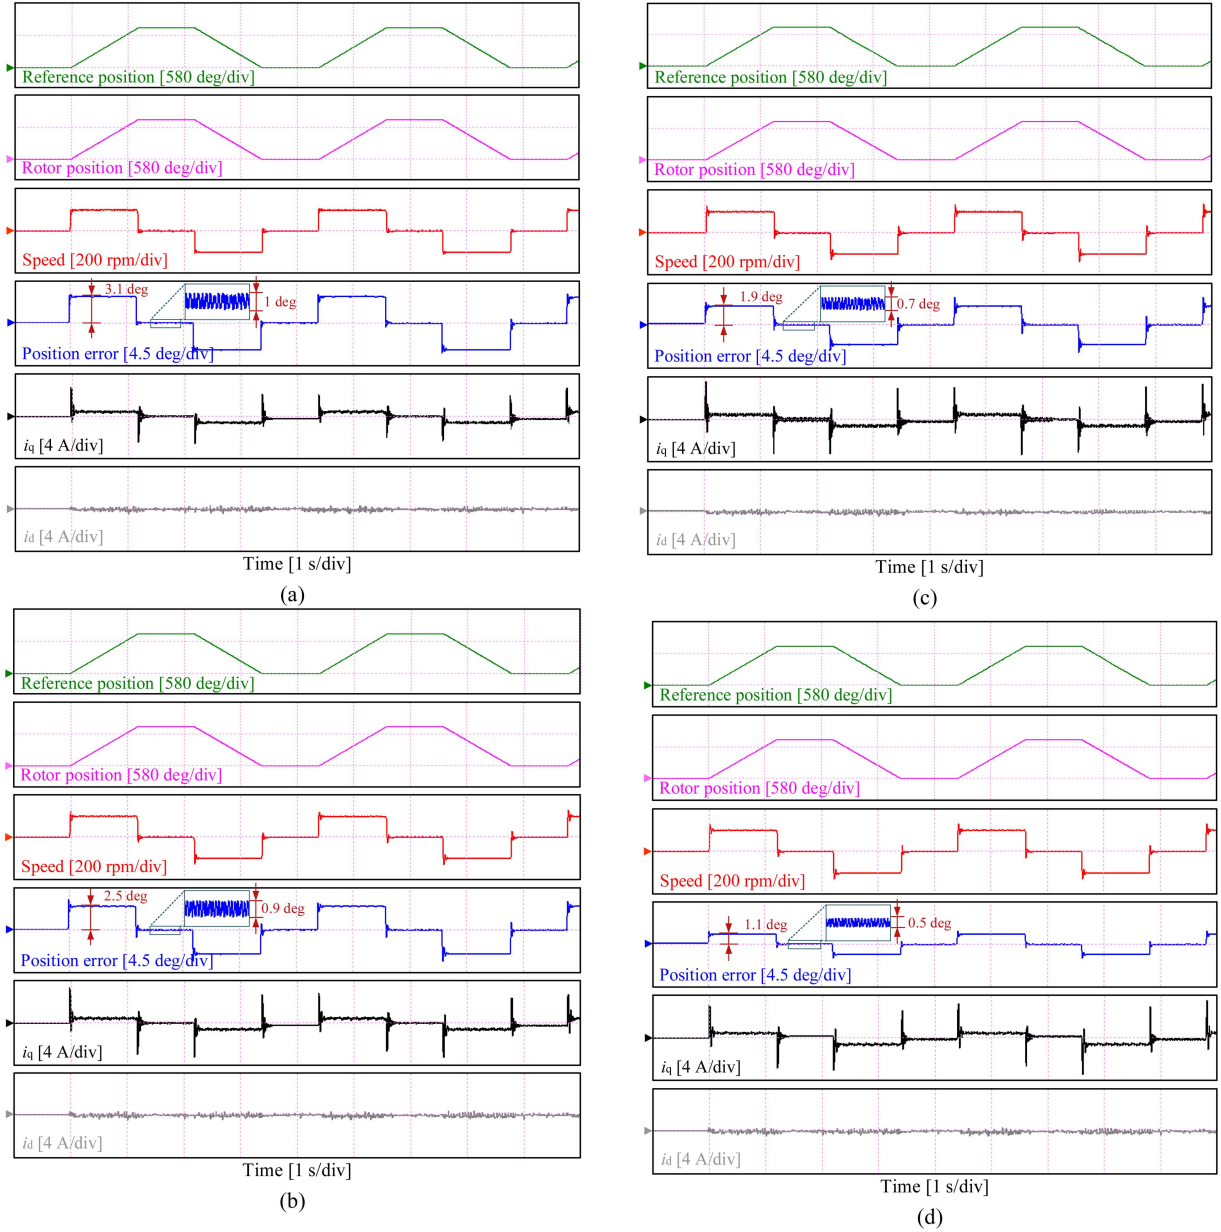 Reference position [580 deg/div]
Rotor position [580 deg/div]
Speed [200 rpm/div]
3.1 deg
1 deg
Position error [4.5 deg/div]
iq [4 A/div]
id [4 A/div]
Time [1 s/div]
(a)
Reference position [580 deg/div]
Rotor position [580 deg/div]
Speed [200 rpm/div]
1.9 deg
0.7 deg
Position error [4.5 deg/div]
iq [4 A/div]
id [4 A/div]
Time [1 s/div]
(c)
Reference position [580 deg/div]
Rotor position [580 deg/div]
Speed [200 rpm/div]
2.5 deg
0.9 deg
Position error [4.5 deg/div]
iq [4 A/div]
id [4 A/div]
Time [1 s/div]
(b)
Reference position [580 deg/div]
Rotor position [580 deg/div]
Speed [200 rpm/div]
1.1 deg
0.5 deg
Position error [4.5 deg/div]
iq [4 A/div]
id [4 A/div]
Time [1 s/div]
(d)